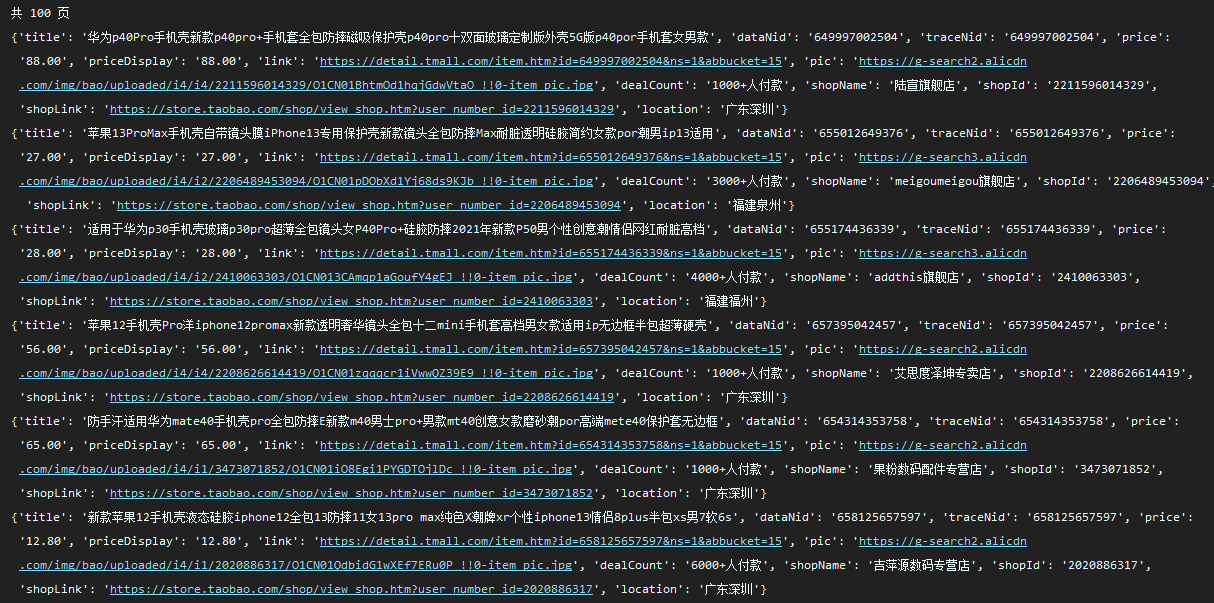 共 100 页
{'title': '华为p40Pro手机壳新款p40pro+手机套全包防摔磁吸保护壳p40pro十双面玻璃定制版外壳5G版p40por手机套女男款', 'dataNid': '649997002504', 'traceNid': '649997002504', 'price':
'88.00', 'priceDisplay': '88.00', 'link': 'https://detail.tmall.com/item.htm?id=649997002504&ns=1&abbucket=15', 'pic': 'https://g-search2.alicdn
.com/img/bao/uploaded/i4/i4/2211596014329/O1CN01BhtmOd1hqjGdwVtaO_!!0-item_pic.jpg', 'dealCount': '1000+人付款', 'shopName': '陆宣旗舰店', 'shopId': '2211596014329',
'shopLink': 'https://store.taobao.com/shop/view_shop.htm?user_number_id=2211596014329', 'location': '广东深圳'}
{'title': '苹果13ProMax手机壳自带镜头膜iPhone13专用保护壳新款镜头全包防摔Max耐脏透明硅胶简约女款por潮男ip13适用', 'dataNid': '655012649376', 'traceNid': '655012649376', 'price':
'27.00', 'priceDisplay': '27.00', 'link': 'https://detail.tmall.com/item.htm?id=655012649376&ns=1&abbucket=15', 'pic': 'https://g-search3.alicdn
.com/img/bao/uploaded/i4/i2/2206489453094/O1CN01pDObXd1Yj68ds9KJb_!!0-item_pic.jpg', 'dealCount': '3000+人付款', 'shopName': 'meigoumeigou旗舰店', 'shopId': '2206489453094',
'shopLink': 'https://store.taobao.com/shop/view_shop.htm?user_number_id=2206489453094', 'location': '福建泉州'}
{'title': '适用于华为p30手机壳玻璃p30pro超薄全包镜头女P40Pro+硅胶防摔2021年新款P50男个性创意潮情侣网红耐脏高档', 'dataNid': '655174436339', 'traceNid': '655174436339', 'price':
'28.00', 'priceDisplay': '28.00', 'link': 'https://detail.tmall.com/item.htm?id=655174436339&ns=1&abbucket=15', 'pic': 'https://g-search3.alicdn
.com/img/bao/uploaded/i4/i2/2410063303/O1CN013CAmqp1aGoufY4gEJ_!!0-item_pic.jpg', 'dealCount': '4000+人付款', 'shopName': 'addthis旗舰店', 'shopId': '2410063303',
'shopLink': 'https://store.taobao.com/shop/view_shop.htm?user_number_id=2410063303', 'location': '福建福州'}
{'title': '苹果12手机壳Pro洋iphone12promax新款透明奢华镜头全包十二mini手机套高档男女款适用ip无边框半包超薄硬壳', 'dataNid': '657395042457', 'traceNid': '657395042457', 'price':
'56.00', 'priceDisplay': '56.00', 'link': 'https://detail.tmall.com/item.htm?id=657395042457&ns=1&abbucket=15', 'pic': 'https://g-search2.alicdn
.com/img/bao/uploaded/i4/i4/2208626614419/O1CN01zqqqcr1iVwwQZ39E9_!!0-item_pic.jpg', 'dealCount': '1000+人付款', 'shopName': '艾思度泽坤专卖店', 'shopId': '2208626614419',
'shopLink': 'https://store.taobao.com/shop/view_shop.htm?user_number_id=2208626614419', 'location': '广东深圳'}
{'title': '防手汗适用华为mate40手机壳pro全包防摔E新款m40男士pro+男款mt40创意女款磨砂潮por高端mete40保护套无边框', 'dataNid': '654314353758', 'traceNid': '654314353758', 'price':
'65.00', 'priceDisplay': '65.00', 'link': 'https://detail.tmall.com/item.htm?id=654314353758&ns=1&abbucket=15', 'pic': 'https://g-search2.alicdn
.com/img/bao/uploaded/i4/i1/3473071852/O1CN01iO8Egi1PYGDTOjlDc_!!0-item_pic.jpg', 'dealCount': '1000+人付款', 'shopName': '果粉数码配件专营店', 'shopId': '3473071852',
'shopLink': 'https://store.taobao.com/shop/view_shop.htm?user_number_id=3473071852', 'location': '广东深圳'}
{'title': '新款苹果12手机壳液态硅胶iphone12全包13防摔11女13pro max纯色X潮牌xr个性iphone13情侣8plus半包xs男7软6s', 'dataNid': '658125657597', 'traceNid': '658125657597', 'price':
'12.80', 'priceDisplay': '12.80', 'link': 'https://detail.tmall.com/item.htm?id=658125657597&ns=1&abbucket=15', 'pic': 'https://g-search2.alicdn
.com/img/bao/uploaded/i4/i1/2020886317/O1CN01QdbidG1wXEf7ERu0P_!!0-item_pic.jpg', 'dealCount': '6000+人付款', 'shopName': '吉萍源数码专营店', 'shopId': '2020886317',
'shopLink': 'https://store.taobao.com/shop/view_shop.htm?user_number_id=2020886317', 'location': '广东深圳'}